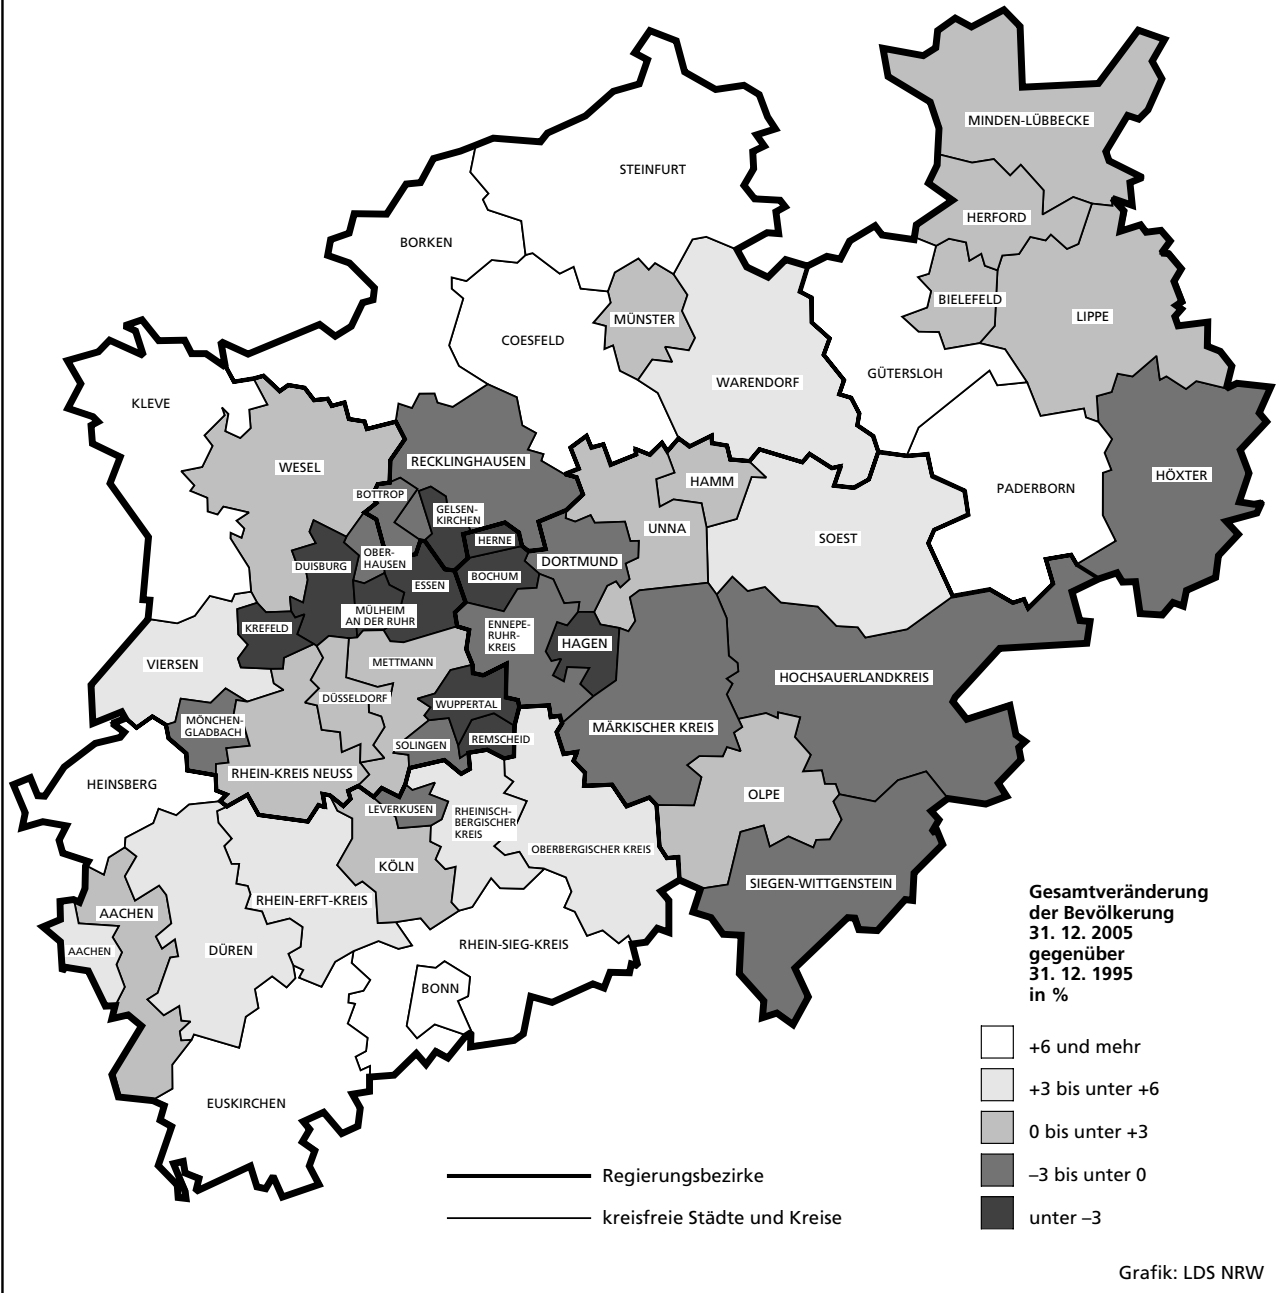 MINDEN-LÜBBECKE
STEINFURT
HERFORD
BORKEN
BIELEFELD
LIPPE
MÜNSTER
COESFELD
GÜTERSLOH
WARENDORF
KLEVE
RECKLINGHAUSEN
WESEL
HÖXTER
HAMM
PADERBORN
BOTTROP
GELSEN-
KIRCHEN
UNNA
SOEST
HERNE
DORTMUND
OBER-
HAUSEN
DUISBURG
BOCHUM
ESSEN
MÜLHEIM
AN DER RUHR
KREFELD
ENNEPE-
RUHR-
KREIS
HAGEN
VIERSEN
METTMANN
HOCHSAUERLANDKREIS
DÜSSELDORF
WUPPERTAL
MÖNCHEN-
GLADBACH
MÄRKISCHER KREIS
SOLINGEN
REMSCHEID
RHEIN-KREIS NEUSS
HEINSBERG
OLPE
LEVERKUSEN
RHEINISCH-
BERGISCHER
KREIS
OBERBERGISCHER KREIS
KÖLN
SIEGEN-WITTGENSTEIN
RHEIN-ERFT-KREIS
AACHEN
RHEIN-SIEG-KREIS
DÜREN
AACHEN
BONN
EUSKIRCHEN
Gesamtveränderung
der Bevölkerung
31. 12. 2005
gegenüber
31. 12. 1995
in %
+6 und mehr
+3 bis unter +6
0 bis unter +3
–3 bis unter 0
unter –3
Regierungsbezirke
kreisfreie Städte und Kreise
Grafik: LDS NRW